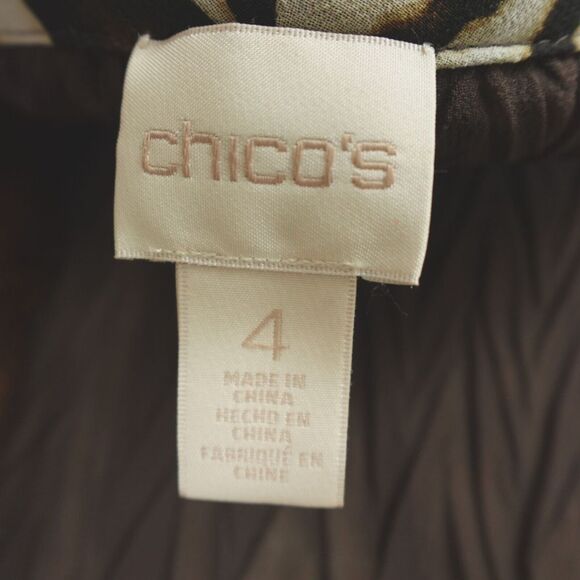 chico's
4
MADE IN
CHINA
HECHO EN
CHINA
FABRIQUÉ EN
CHINE